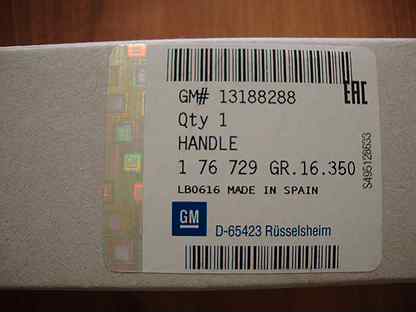 GM# 13188288
EAC
Qty 1
HANDLE
1 76 729 GR.16.350
LB0616 MADE IN SPAIN
S495128633
GM
D-65423 Rüsselsheim